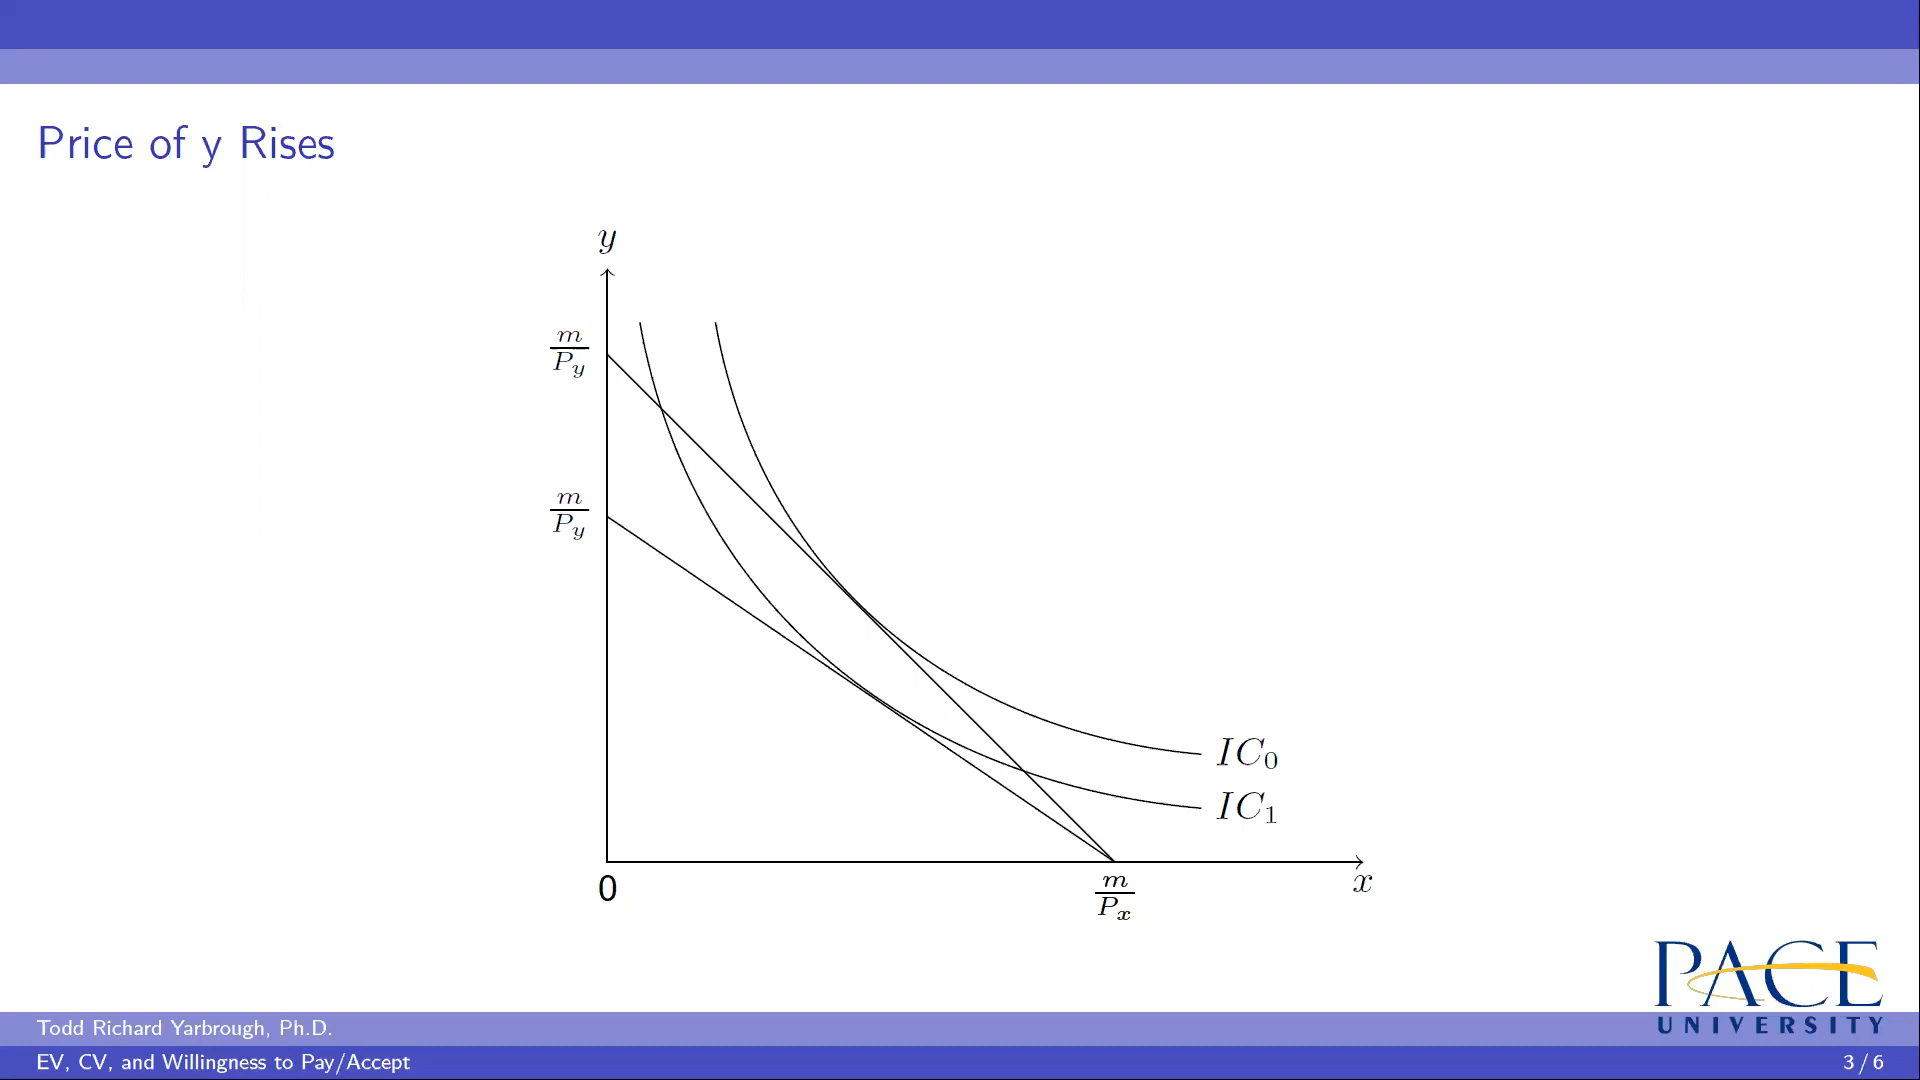 Price of y Rises
y
m
P_y
m
P_y
IC_0
IC_1
0
m
P_x
x
PACE
UNIVERSITY
Todd Richard Yarbrough, Ph.D.
EV, CV, and Willingness to Pay/Accept
3 / 6